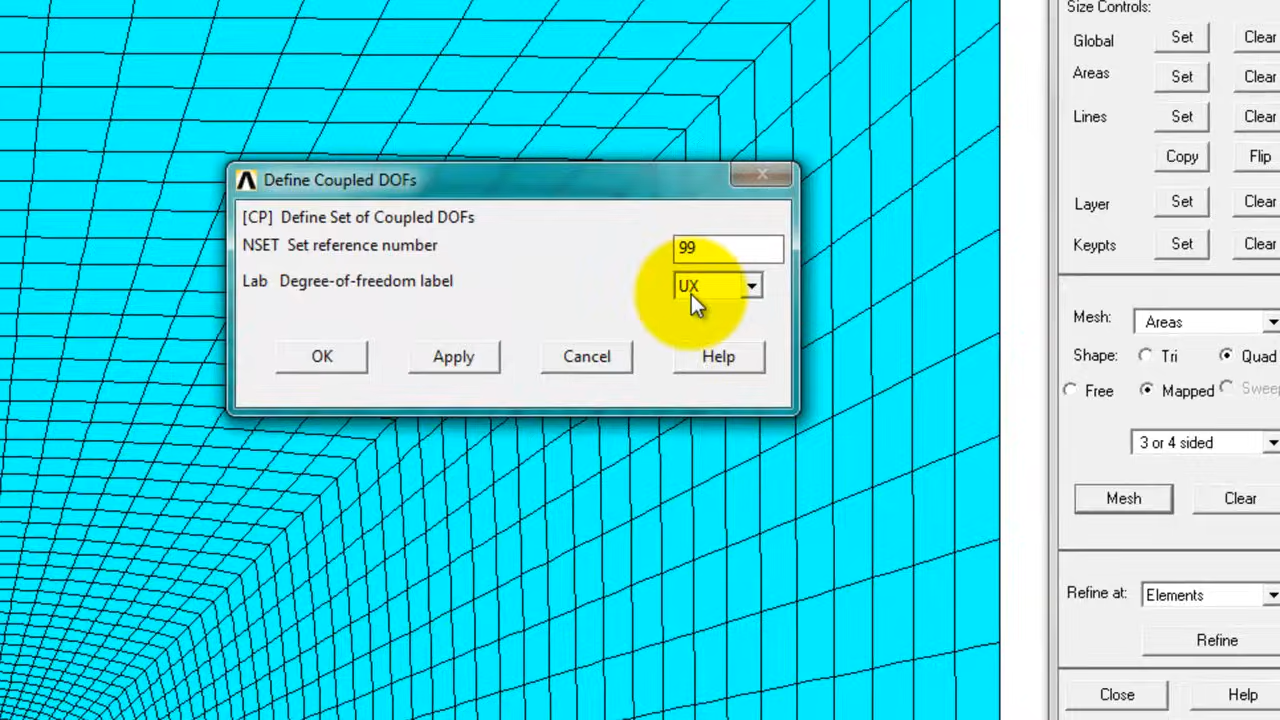 Size Controls:
Global Set Clear
Areas Set Clear
Lines Set Clear
Copy Flip
Layer Set Clear
Keypts Set Clear
Mesh: Areas
Shape: Tri Quad
Free Mapped Sweep
3 or 4 sided
Mesh Clear
Refine at: Elements
Refine
Close Help
Define Coupled DOFs
[CP] Define Set of Coupled DOFs
NSET Set reference number 99
Lab Degree-of-freedom label UX
OK Apply Cancel Help